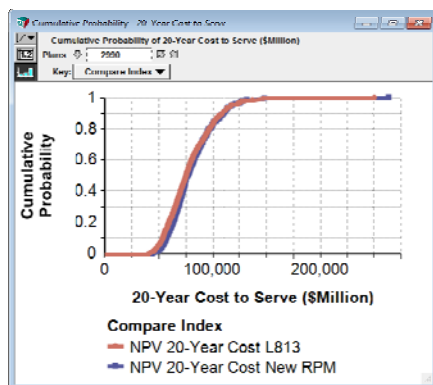 Cumulative Probability - 20-Year Cost to Serve
Cumulative Probability of 20-Year Cost to Serve ($Million)
Plans: 2990
Key: Compare Index
1
0.8
0.6
0.4
0.2
0
0 100,000 200,000
Cumulative
Probability
20-Year Cost to Serve ($Million)
Compare Index
NPV 20-Year Cost L813
NPV 20-Year Cost New RPM